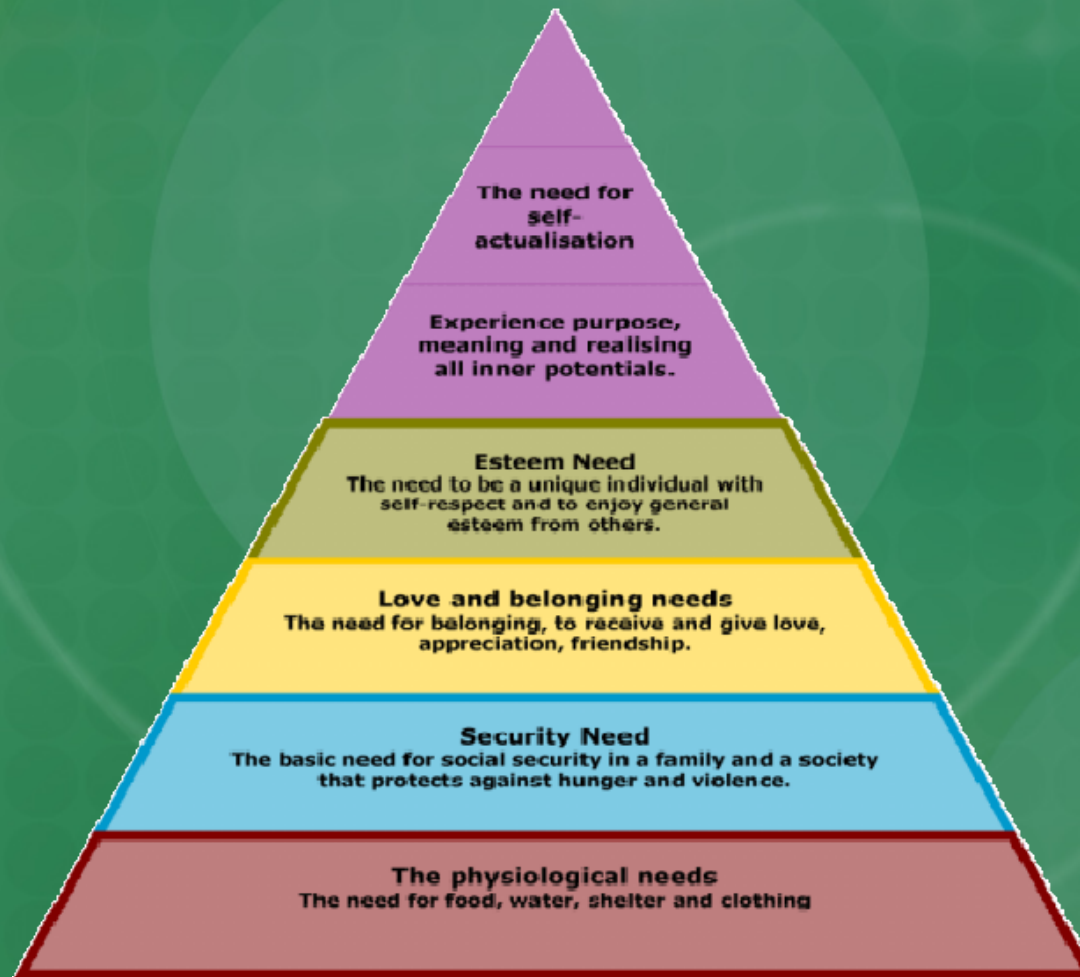 The need for
self-
actualisation
Experience purpose,
meaning and realising
all inner potentials.
Esteem Need
The need to be a unique individual with
self-respect and to enjoy general
esteem from others.
Love and belonging needs
The need for belonging, to receive and give love,
appreciation, friendship.
Security Need
The basic need for social security in a family and a society
that protects against hunger and violence.
The physiological needs
The need for food, water, shelter and clothing